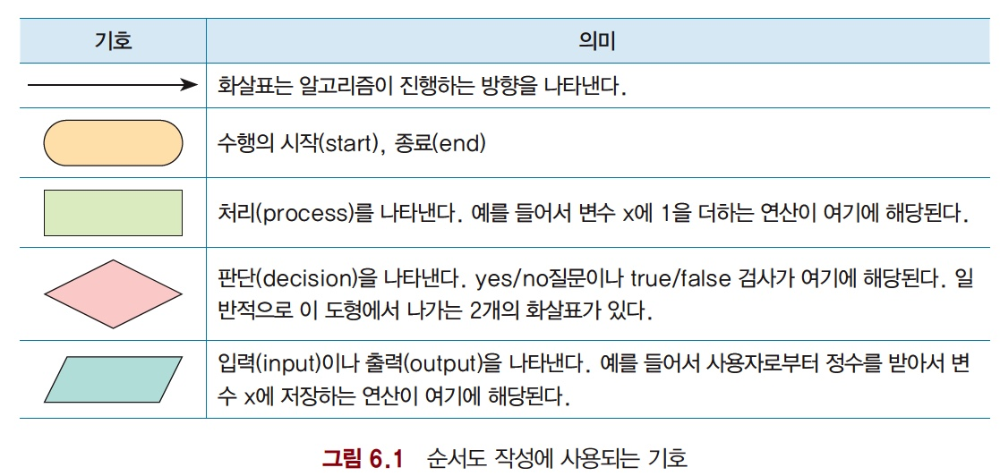 기호 의미
화살표는 알고리즘이 진행하는 방향을 나타낸다.
수행의 시작(start), 종료(end)
처리(process)를 나타낸다. 예를 들어서 변수 x에 1을 더하는 연산이 여기에 해당된다.
판단(decision)을 나타낸다. yes/no질문이나 true/false 검사가 여기에 해당된다. 일
반적으로 이 도형에서 나가는 2개의 화살표가 있다.
입력(input)이나 출력(output)을 나타낸다. 예를 들어서 사용자로부터 정수를 받아서 변
수 x에 저장하는 연산이 여기에 해당된다.
그림 6.1 순서도 작성에 사용되는 기호